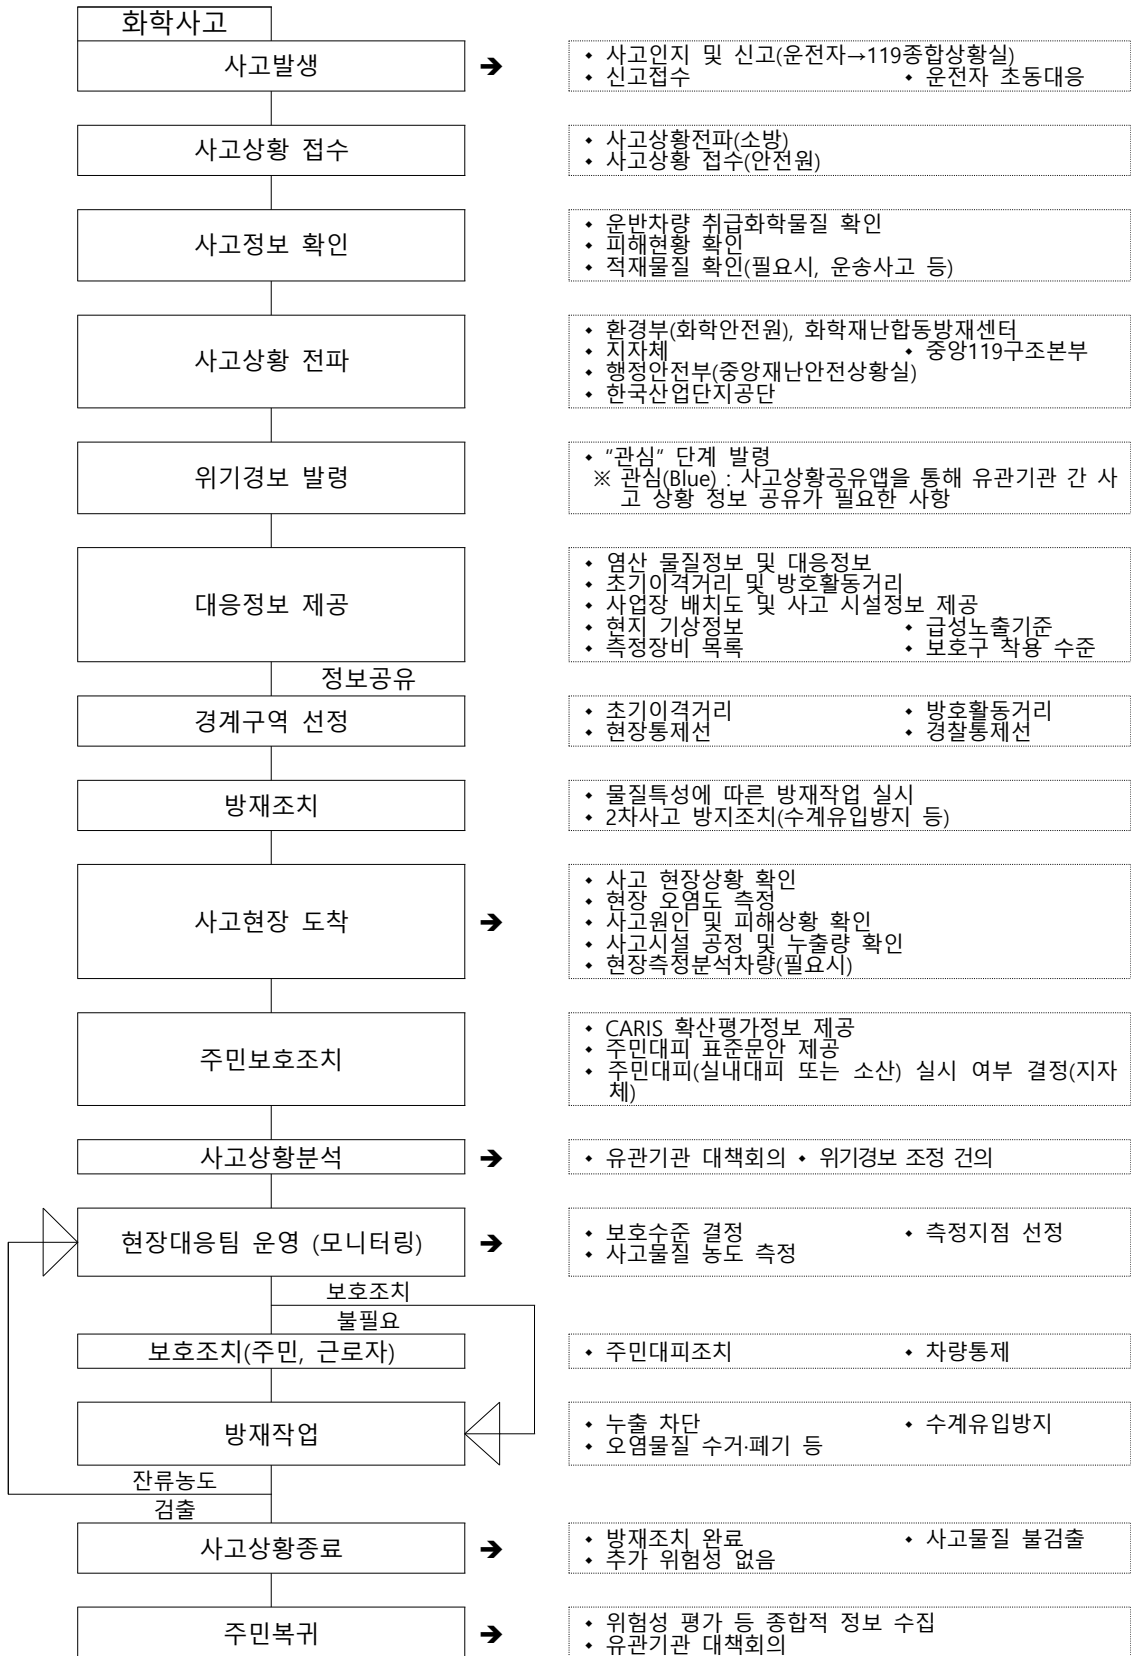 화학사고
사고발생
➔
◆ 사고인지 및 신고(운전자→119종합상황실)
◆ 신고접수 ◆ 운전자 초동대응
사고상황 접수
◆ 사고상황전파(소방)
◆ 사고상황 접수(안전원)
사고정보 확인
◆ 운반차량 취급화학물질 확인
◆ 피해현황 확인
◆ 적재물질 확인(필요시, 운송사고 등)
사고상황 전파
◆ 환경부(화학안전원), 화학재난합동방재센터
◆ 지자체 ◆ 중앙119구조본부
◆ 행정안전부(중앙재난안전상황실)
◆ 한국산업단지공단
위기경보 발령
◆ “관심” 단계 발령
※ 관심(Blue) : 사고상황공유앱을 통해 유관기관 간 사
고 상황 정보 공유가 필요한 사항
대응정보 제공
◆ 염산 물질정보 및 대응정보
◆ 초기이격거리 및 방호활동거리
◆ 사업장 배치도 및 사고 시설정보 제공
◆ 현지 기상정보 ◆ 급성노출기준
◆ 측정장비 목록 ◆ 보호구 착용 수준
정보공유
경계구역 선정
◆ 초기이격거리 ◆ 방호활동거리
◆ 현장통제선 ◆ 경찰통제선
방재조치
◆ 물질특성에 따른 방재작업 실시
◆ 2차사고 방지조치(수계유입방지 등)
사고현장 도착
➔
◆ 사고 현장상황 확인
◆ 현장 오염도 측정
◆ 사고원인 및 피해상황 확인
◆ 사고시설 공정 및 누출량 확인
◆ 현장측정분석차량(필요시)
주민보호조치
◆ CARIS 확산평가정보 제공
◆ 주민대피 표준문안 제공
◆ 주민대피(실내대피 또는 소산) 실시 여부 결정(지자
체)
사고상황분석
➔
◆ 유관기관 대책회의 ◆ 위기경보 조정 건의
현장대응팀 운영 (모니터링)
➔
◆ 보호수준 결정 ◆ 측정지점 선정
◆ 사고물질 농도 측정
보호조치
불필요
보호조치(주민, 근로자)
◆ 주민대피조치 ◆ 차량통제
방재작업
◆ 누출 차단 ◆ 수계유입방지
◆ 오염물질 수거·폐기 등
잔류농도
검출
사고상황종료
➔
◆ 방재조치 완료 ◆ 사고물질 불검출
◆ 추가 위험성 없음
주민복귀
➔
◆ 위험성 평가 등 종합적 정보 수집
◆ 유관기관 대책회의